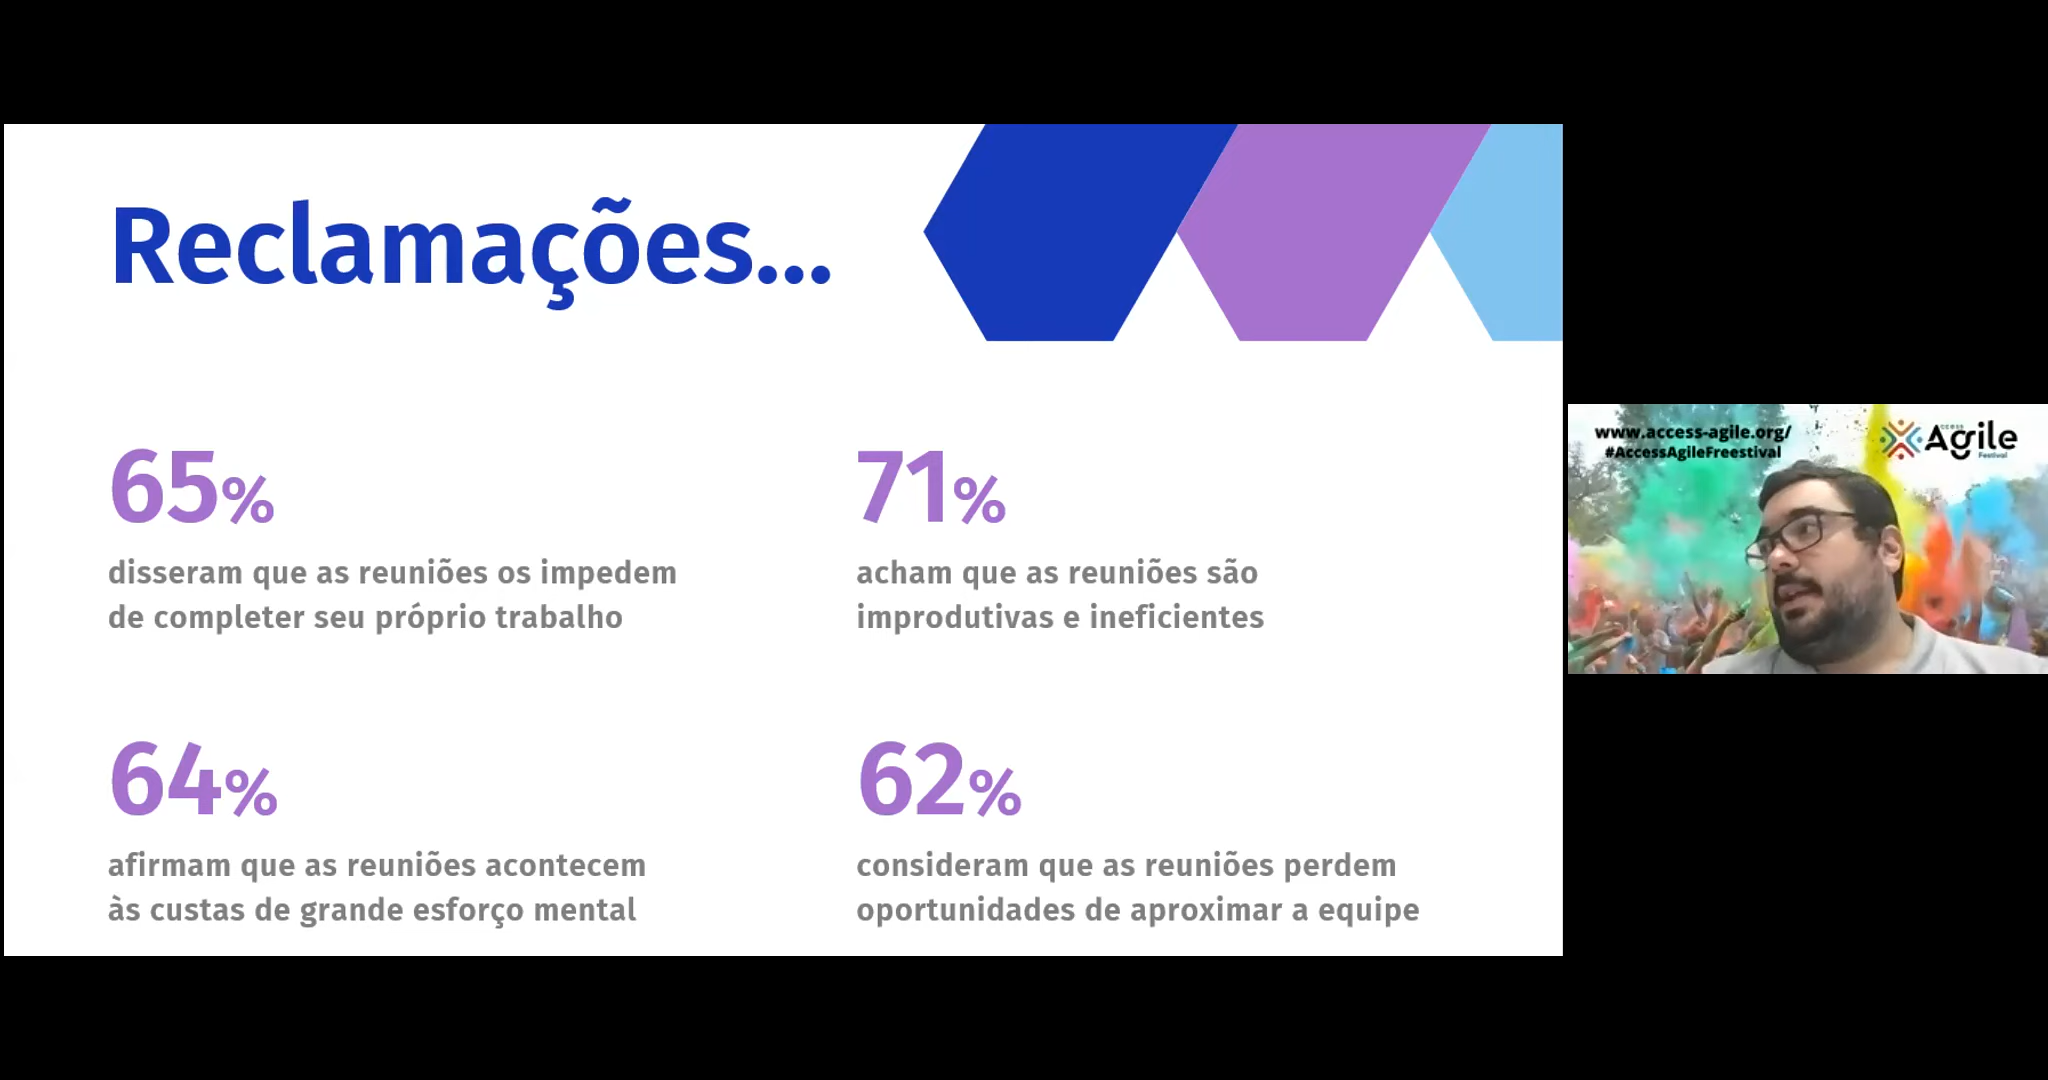 Reclamações...
65%
disseram que as reuniões os impedem
de completer seu próprio trabalho
71%
acham que as reuniões são
improdutivas e ineficientes
64%
afirmam que as reuniões acontecem
às custas de grande esforço mental
62%
consideram que as reuniões perdem
oportunidades de aproximar a equipe
www.access-agile.org/
#AccessAgileFreestival
access
Agile
Festival